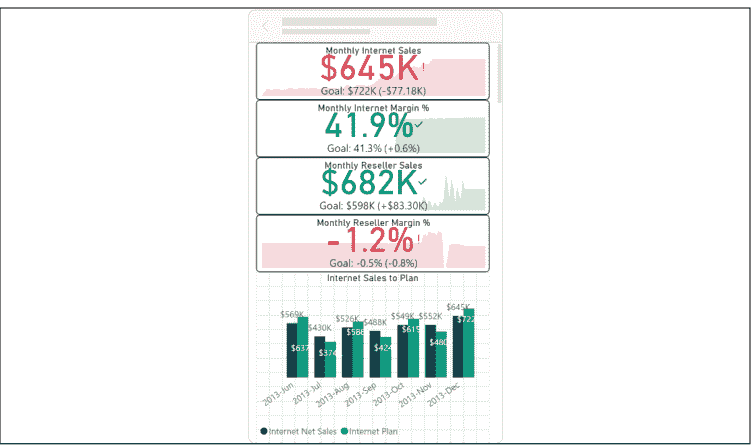 Monthly Internet Sales
$645K!
Goal: $722K (-$77.18K)
Monthly Internet Margin %
41.9%
Goal: 41.3% (+0.6%)
Monthly Reseller Sales
$682K
Goal: $598K (+$83.30K)
Monthly Reseller Margin %
-1.2%!
Goal: -0.5% (-0.8%)
Internet Sales to Plan
$569K $430K $526K $488K $549K $552K $645K
$637 $374 $424 $615 $480 $722
2013-Jun 2013-Jul 2013-Aug 2013-Sep 2013-Oct 2013-Nov 2013-Dec
Internet Net Sales Internet Plan